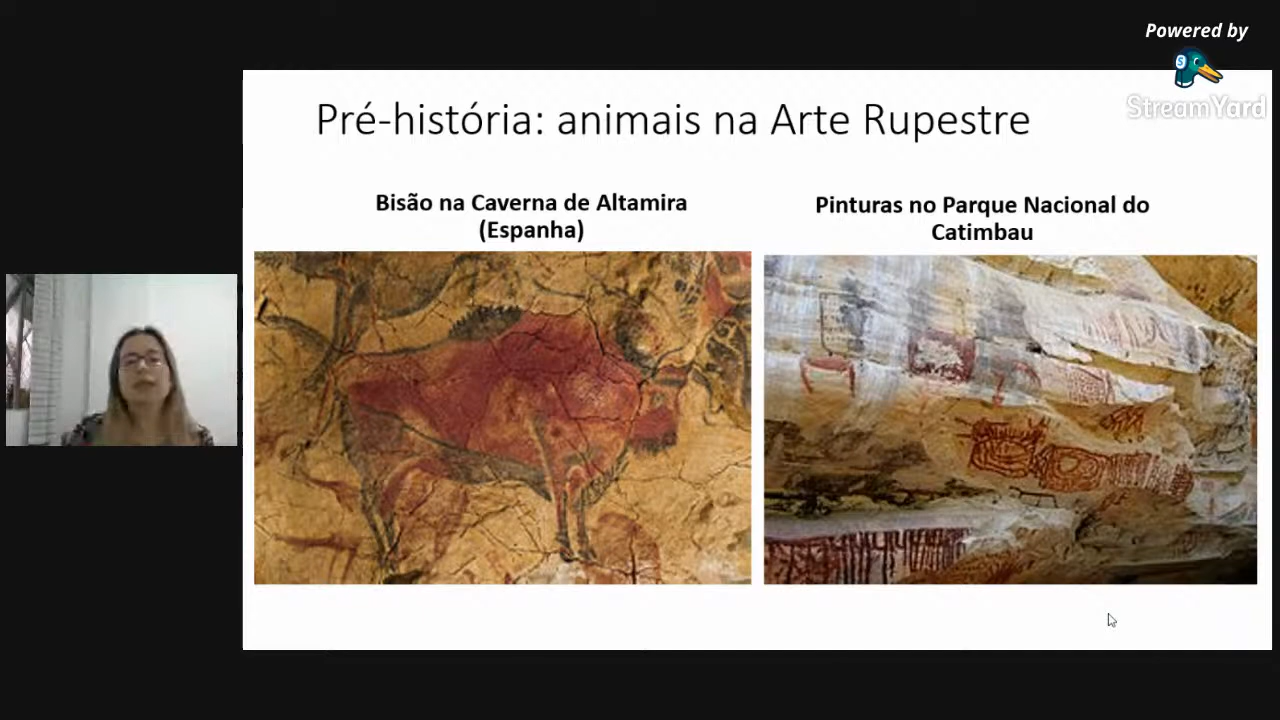 Powered by
StreamYard
Pré-história: animais na Arte Rupestre
Bisão na Caverna de Altamira
(Espanha)
Pinturas no Parque Nacional do
Catimbau